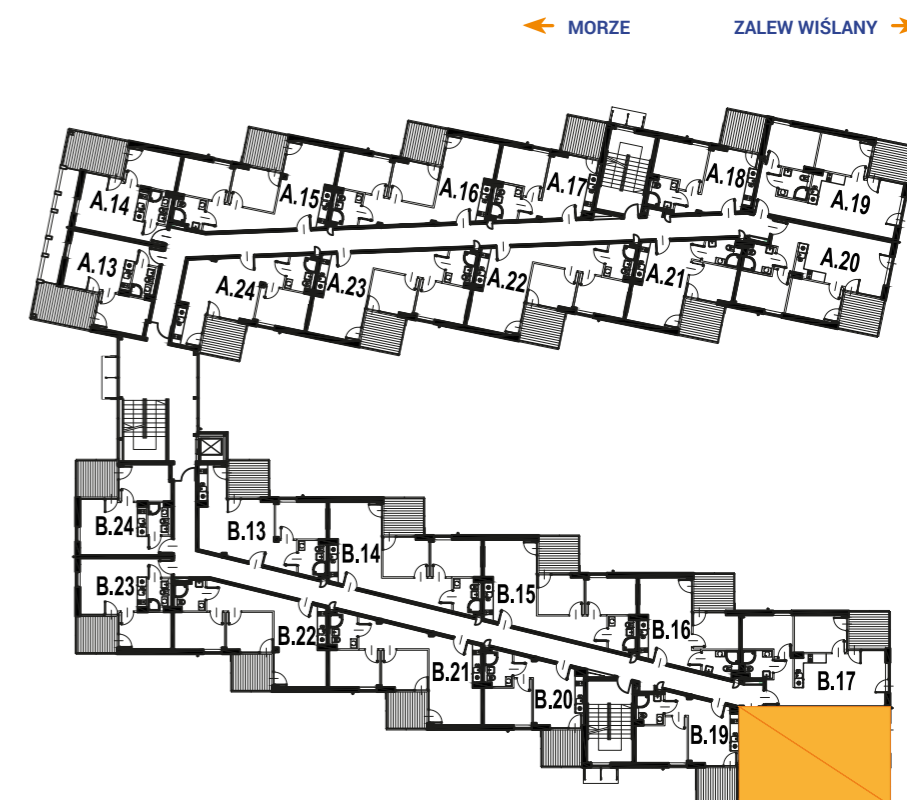 MORZE ZALEW WIŚLANY
A.14 A.15 A.16 A.17 A.18 A.19
A.13 A.24 A.23 A.22 A.21 A.20
B.24 B.13 B.14 B.15 B.16 B.17
B.23 B.22 B.21 B.20 B.19